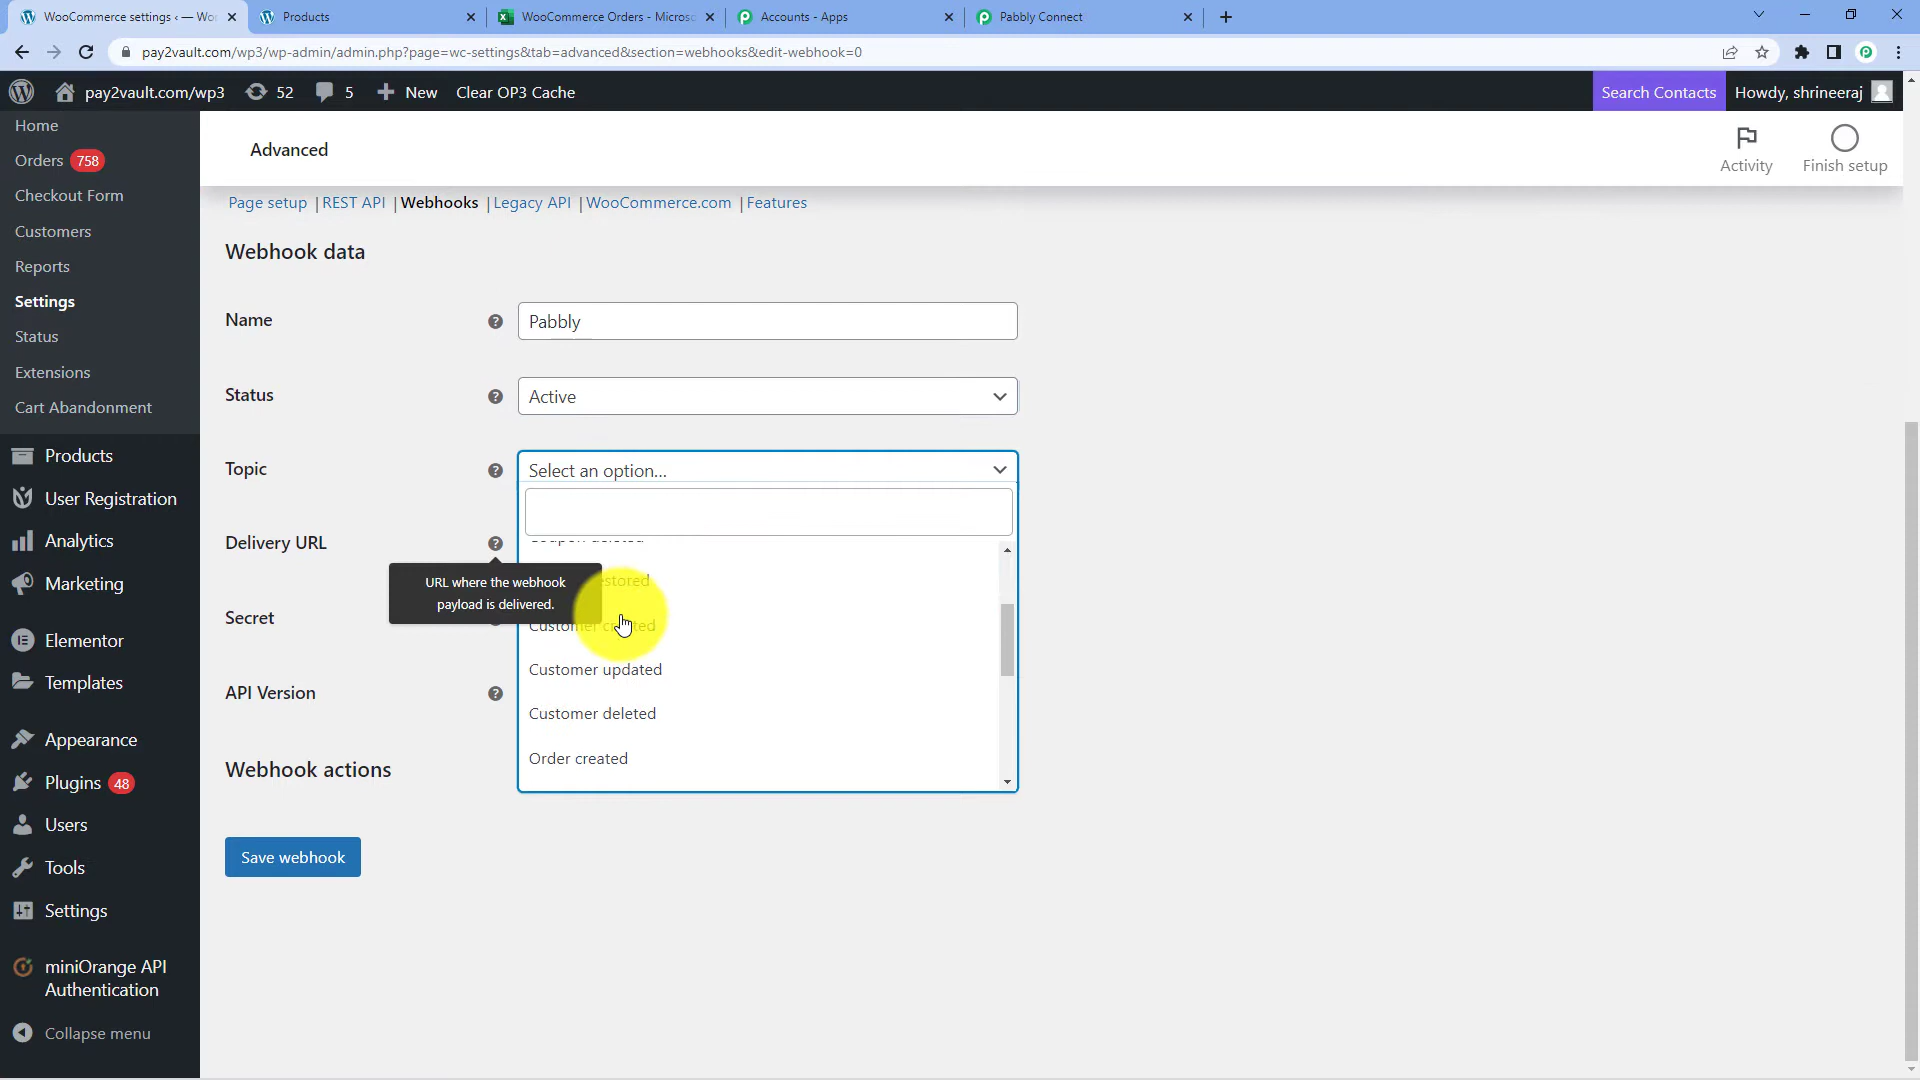 WooCommerce settings ‹ — Wo
Products
WooCommerce Orders - Micros
Accounts - Apps
Pabbly Connect
pay2vault.com/wp3/wp-admin/admin.php?page=wc-settings&tab=advanced&section=webhooks&edit-webhook=0
pay2vault.com/wp3
52
5
New
Clear OP3 Cache
Search Contacts
Howdy, shrineeraj
Home
Orders 758
Checkout Form
Customers
Reports
Settings
Status
Extensions
Cart Abandonment
Products
User Registration
Analytics
Marketing
Elementor
Templates
Appearance
Plugins 48
Users
Tools
Settings
miniOrange API
Authentication
Collapse menu
Advanced
Activity
Finish setup
Page setup | REST API | Webhooks | Legacy API | WooCommerce.com | Features
Webhook data
Name
Pabbly
Status
Active
Topic
Select an option...
Coupon deleted
Customer created
Customer updated
Customer deleted
Order created
Delivery URL
URL where the webhook
payload is delivered.
Secret
API Version
Webhook actions
Save webhook